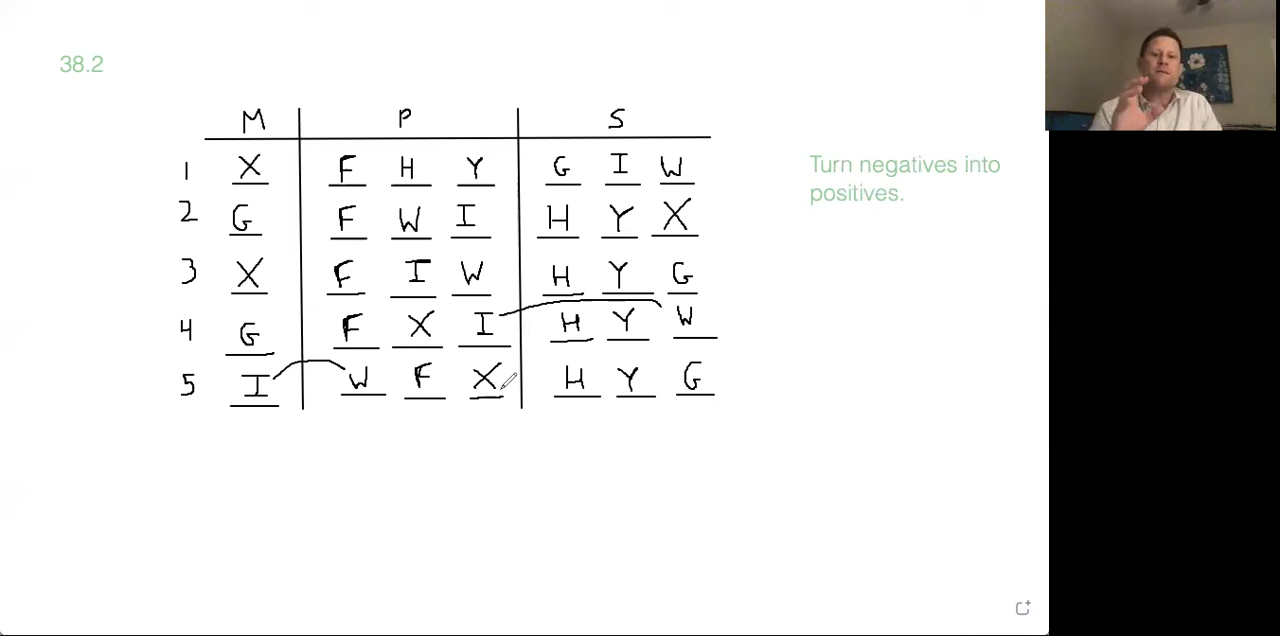 38.2
M P S
1 X F H Y G I W
2 G F W I H Y X
3 X F I W H Y G
4 G F X I H Y W
5 I W F X H Y G
Turn negatives into
positives.